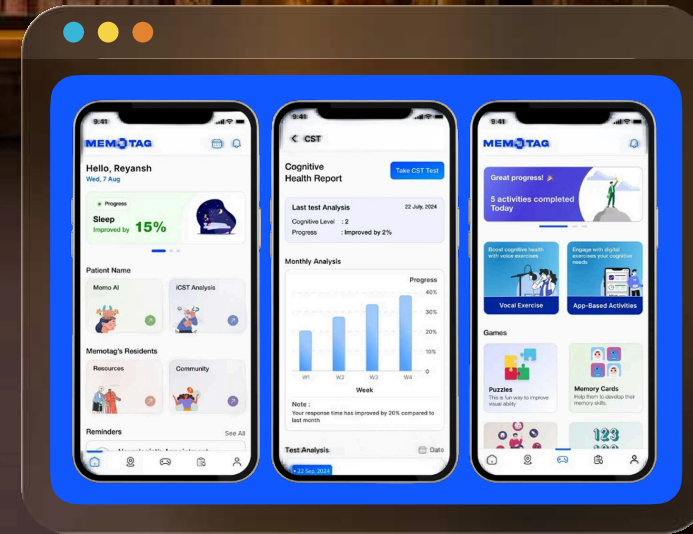 9:41
MEMOTAG
Hello, Reyansh
Wed, 7 Aug
Progress
Sleep
Improved by 15%
Patient Name
Momo AI
iCST Analysis
Memotag's Residents
Resources
Community
Reminders
See All
9:41
< CST
Cognitive
Health Report
Take CST Test
Last test Analysis
22 July, 2024
Cognitive Level : 2
Progress : Improved by 2%
Monthly Analysis
Progress
40%
30%
20%
10%
0
W1 W2 W3 W4
Week
Note :
Your response time has improved by 20% compared to
last month
Test Analysis
Date
• 22 Sep, 2024
9:41
MEMOTAG
Great progress! 🎉
5 activities completed
Today
Boost cognitive health
with voice exercises
Vocal Exercise
Engage with digital
exercises your cognitive
needs
App-Based Activities
Games
Puzzles
This is fun way to improve
visual ability
Memory Cards
Help them to develop their
memory skills.
123